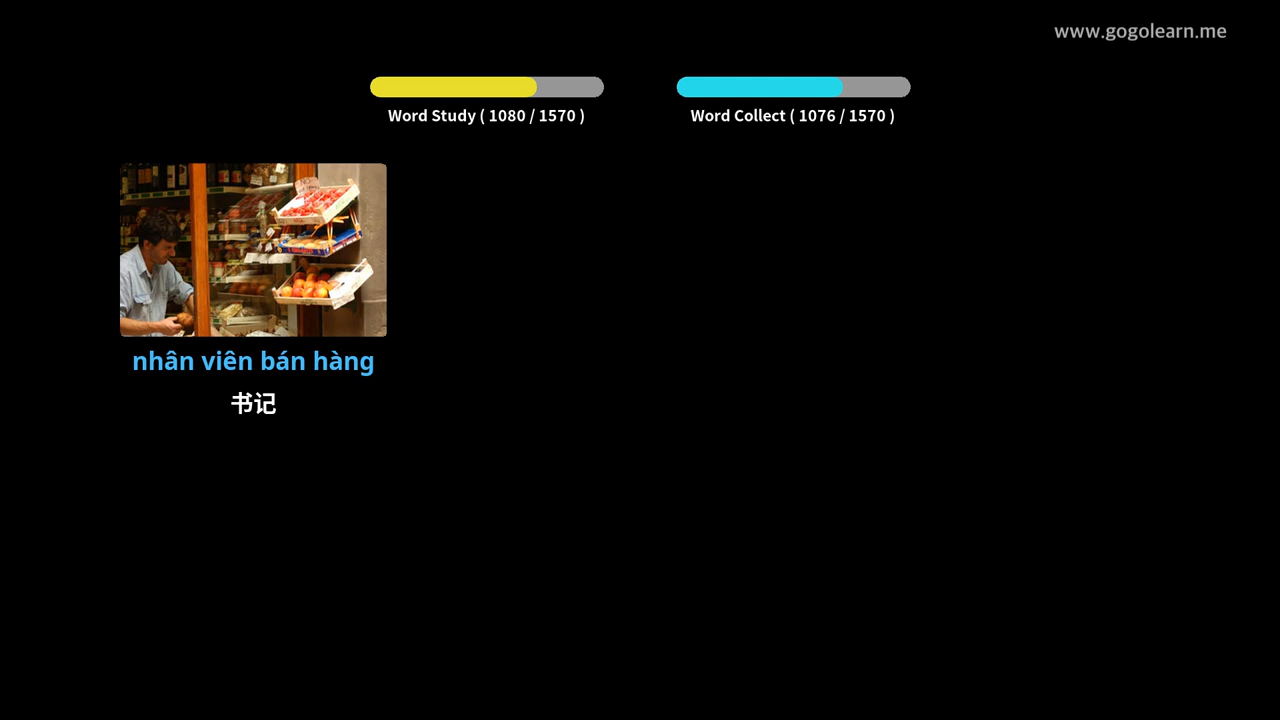 www.gogolearn.me
Word Study ( 1080 / 1570 )
Word Collect ( 1076 / 1570 )
nhân viên bán hàng
书记